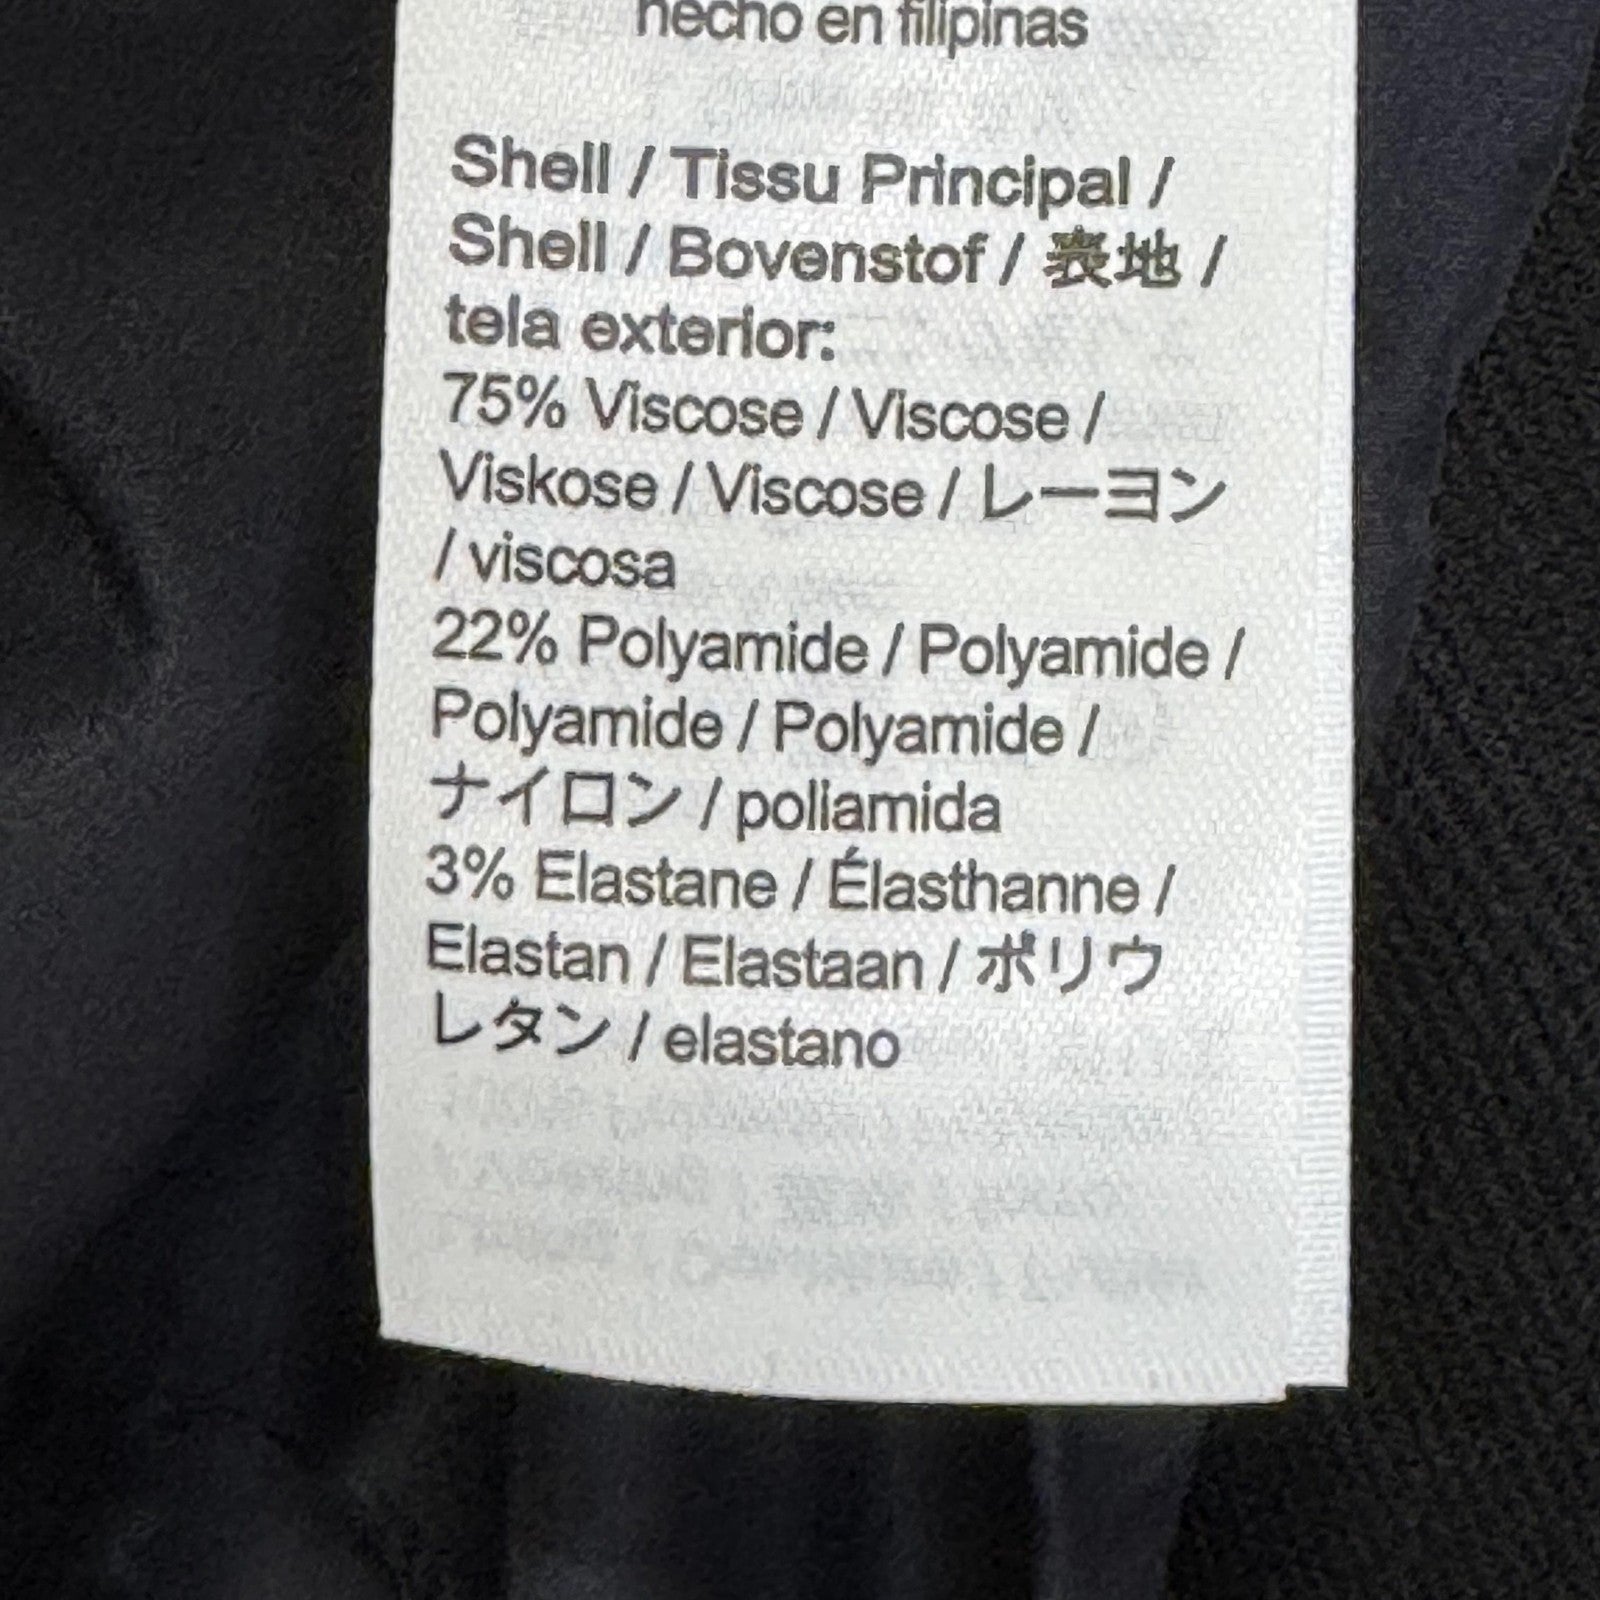 hecho en filipinas
Shell / Tissu Principal /
Shell / Bovenstof / 表地 /
tela exterior:
75% Viscose / Viscose /
Viskose / Viscose / レーヨン
/ viscosa
22% Polyamide / Polyamide /
Polyamide / Polyamide /
ナイロン / poliamida
3% Elastane / Élasthanne /
Elastan / Elastaan / ポリウ
レタン / elastano